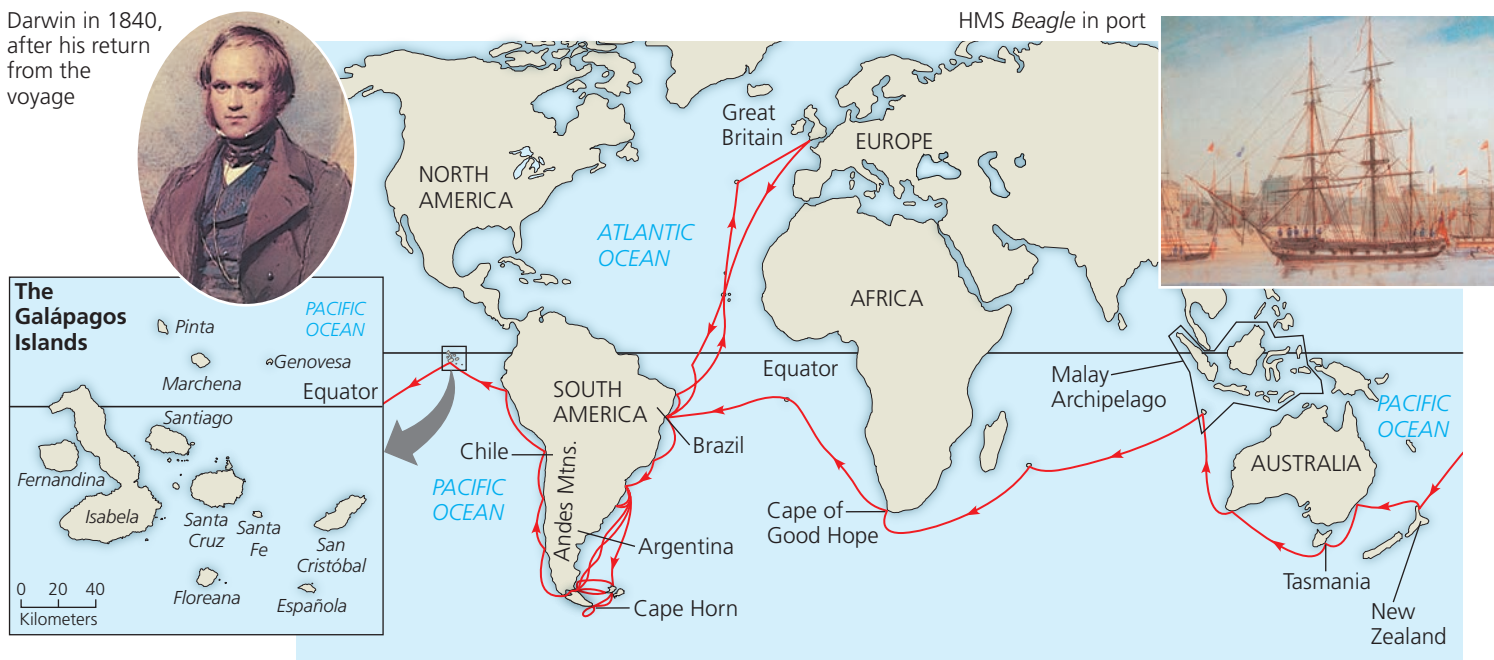 Darwin in 1840,
after his return
from the
voyage
HMS Beagle in port
Great
Britain
EUROPE
NORTH
AMERICA
ATLANTIC
OCEAN
AFRICA
The
Galápagos
Islands
PACIFIC
OCEAN
Pinta
Genovesa
Marchena
Equator
Santiago
Fernandina
Isabela
Santa
Cruz
Santa
Fe
San
Cristóbal
Floreana
Española
0 20 40
Kilometers
Equator
SOUTH
AMERICA
Malay
Archipelago
PACIFIC
OCEAN
Chile
Brazil
Andes Mtns.
PACIFIC
OCEAN
AUSTRALIA
Cape of
Good Hope
Argentina
Tasmania
Cape Horn
New
Zealand